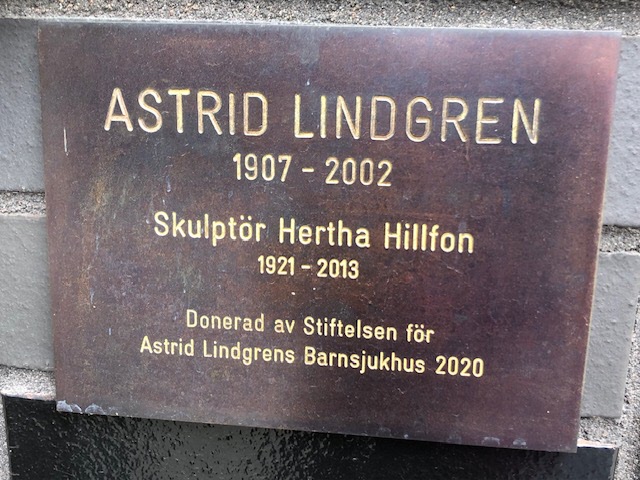 ASTRID LINDGREN
1907 - 2002
Skulptör Hertha Hillfon
1921 - 2013
Donerad av Stiftelsen för
Astrid Lindgrens Barnsjukhus 2020